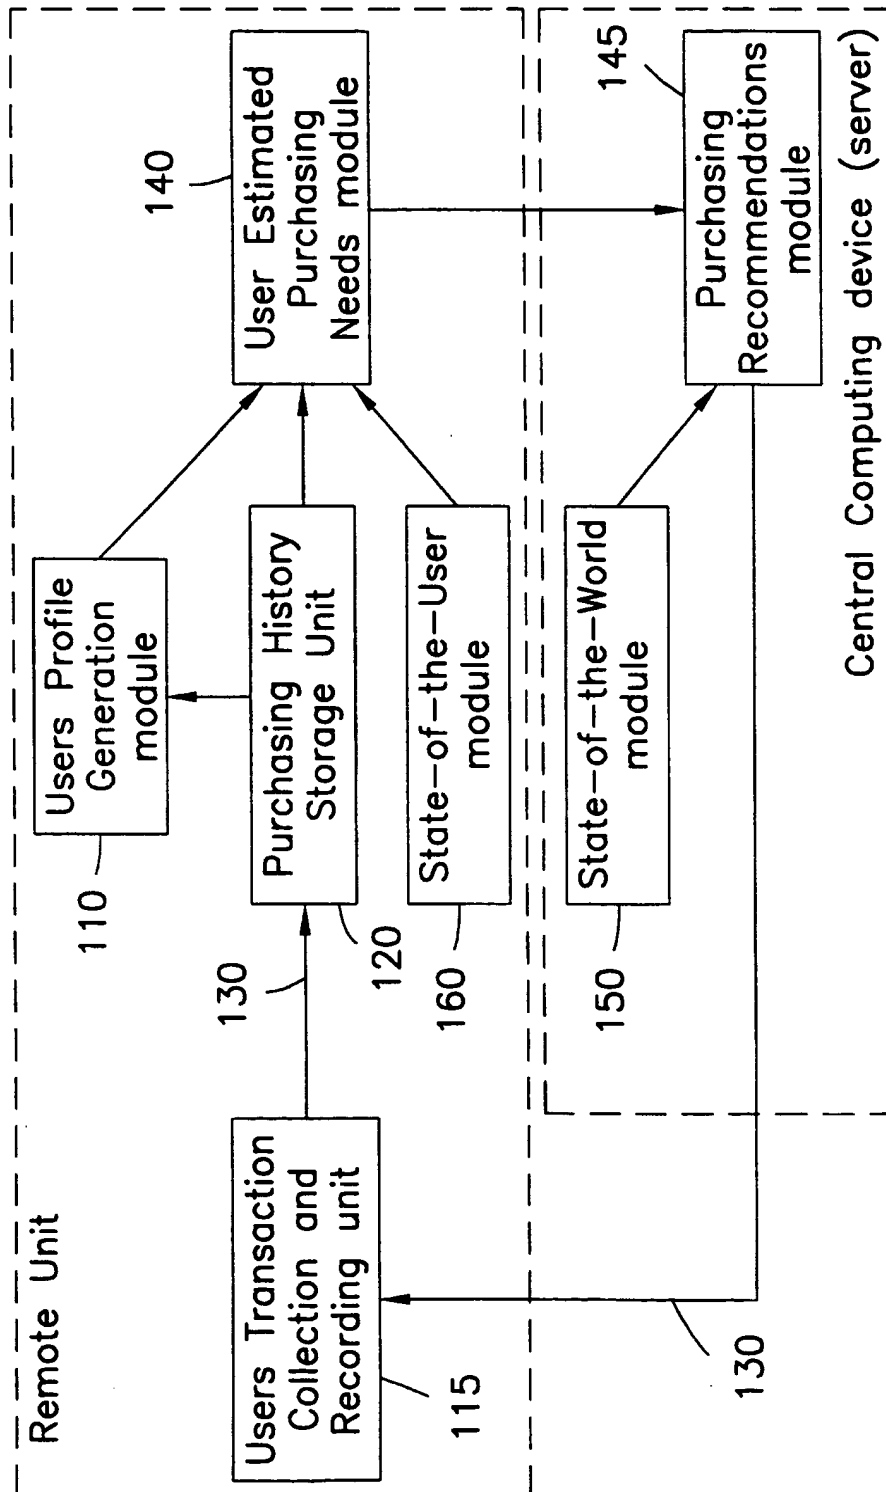 Remote Unit
Users Transaction
Collection and
Recording unit
115
130
130
Users Profile
Generation
module
110
Purchasing History
Storage Unit
120
State-of-the-User
module
160
State-of-the-World
module
150
140
User Estimated
Purchasing
Needs module
145
Purchasing
Recommendations
module
Central Computing device (server)